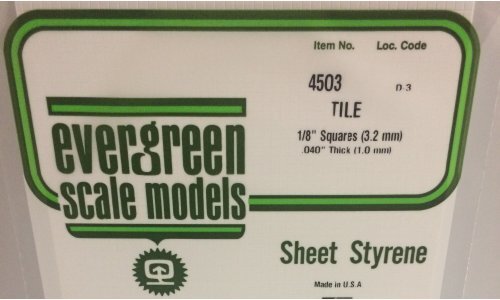 Item No. Loc. Code
4503 D-3
TILE
1/8" Squares (3.2 mm)
.040" Thick (1.0 mm)
evergreen
scale models
Sheet Styrene
Made in U.S.A